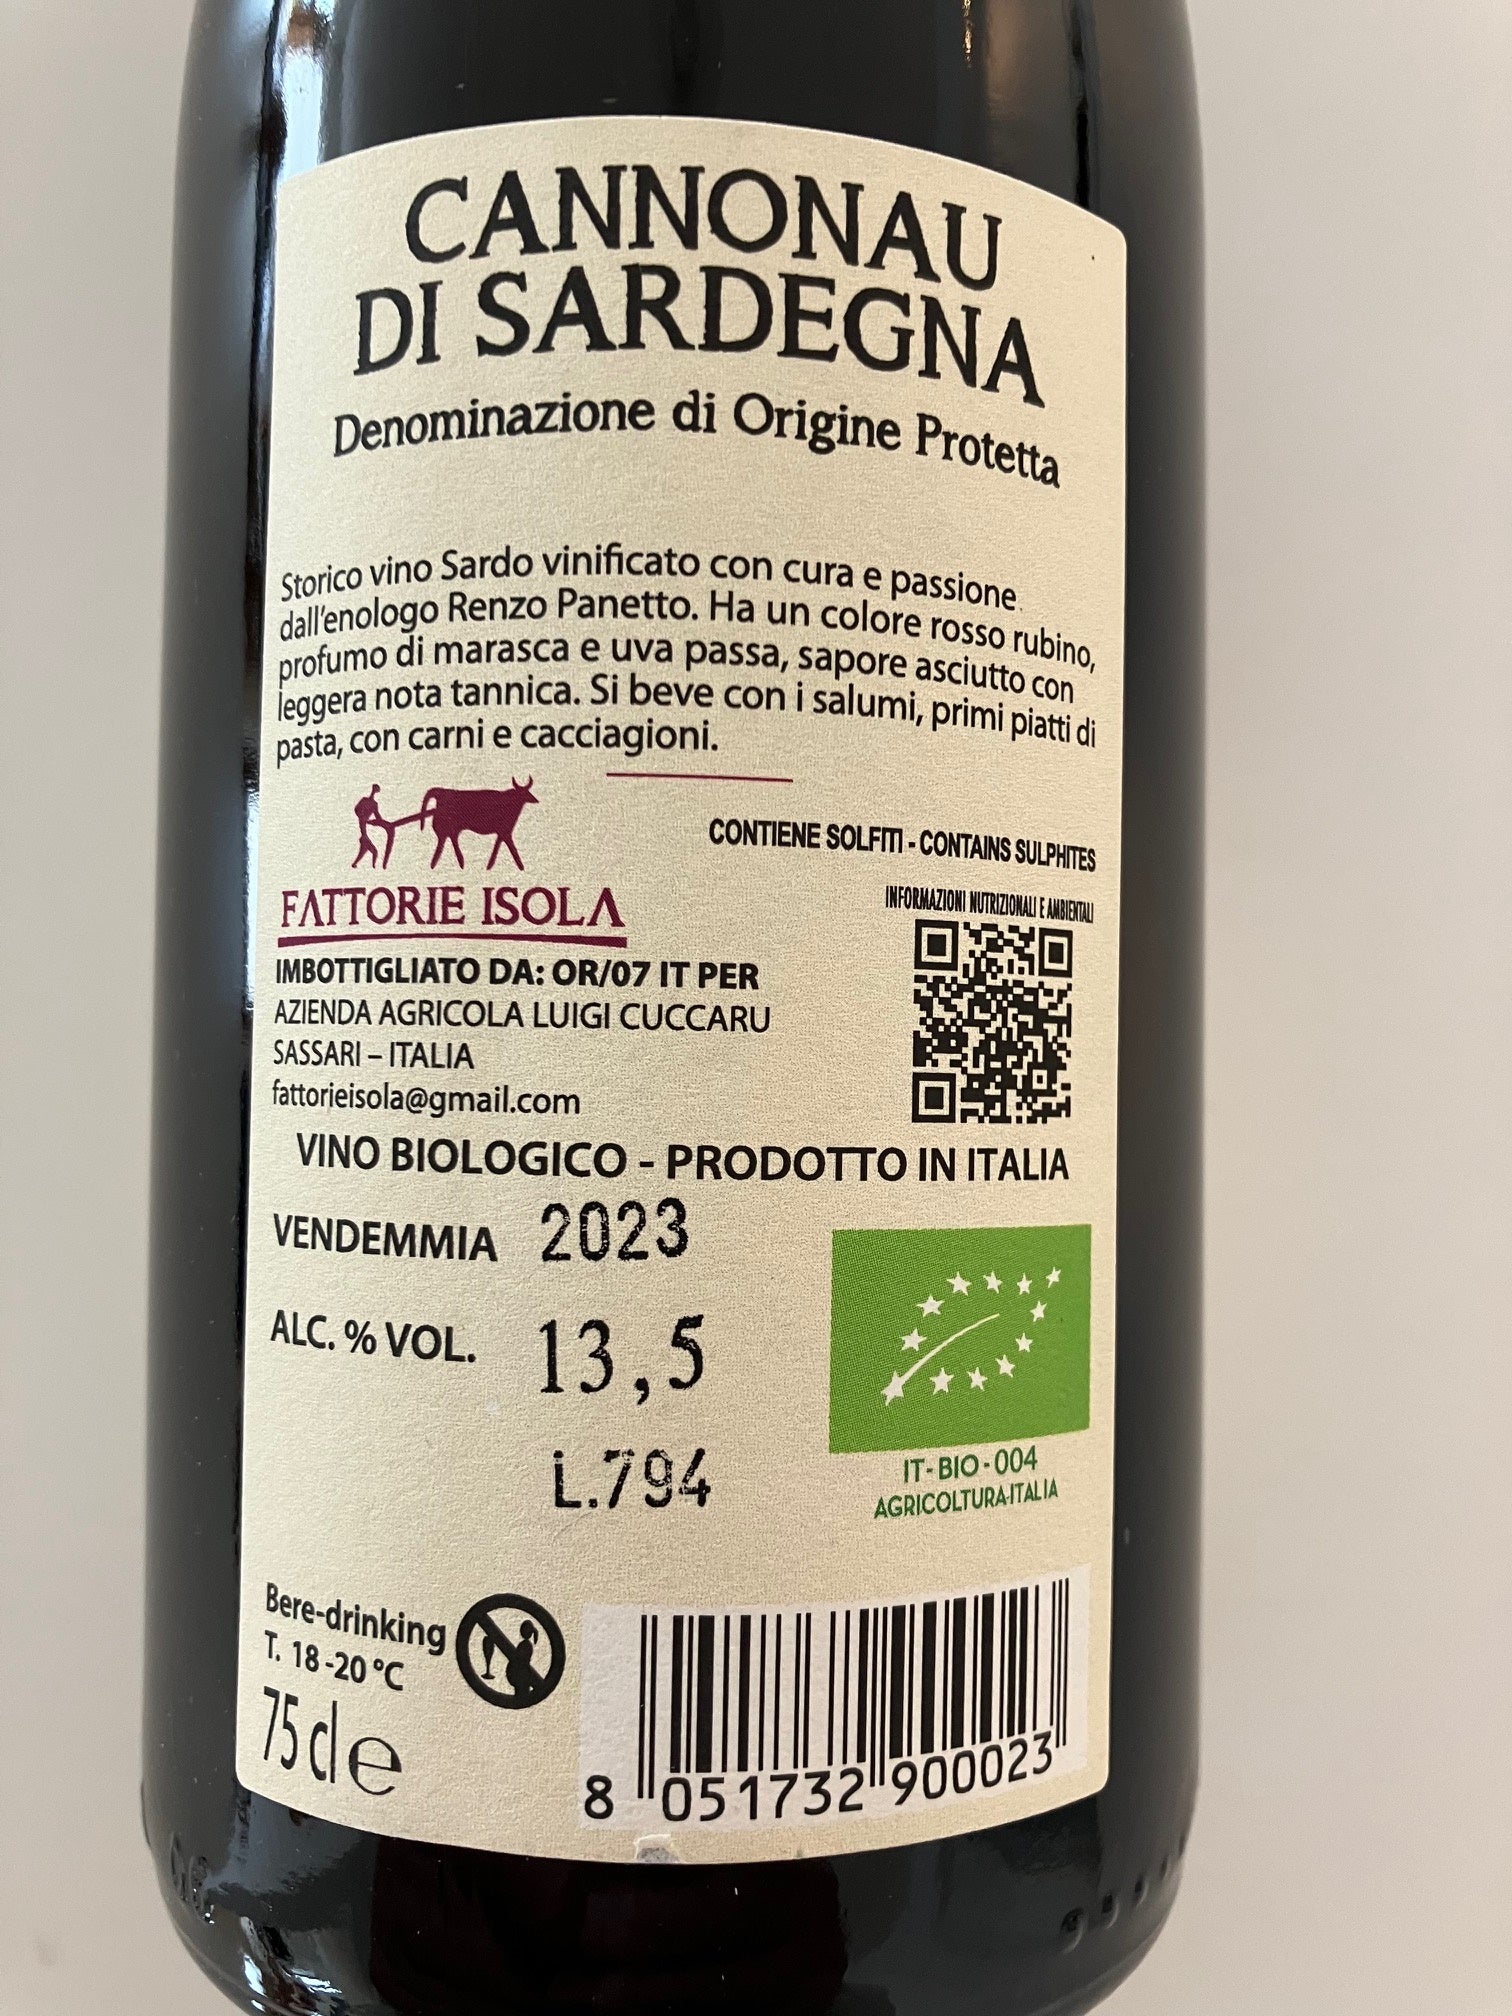 CANNONAU
DI SARDEGNA
Denominazione di Origine Protetta
Storico vino Sardo vinificato con cura e passione
dall'enologo Renzo Panetto. Ha un colore rosso rubino,
profumo di marasca e uva passa, sapore asciutto con
leggera nota tannica. Si beve con i salumi, primi piatti di
pasta, con carni e cacciagioni.
CONTIENE SOLFITI - CONTAINS SULPHITES
INFORMAZIONI NUTRIZIONALI E AMBIENTALI
FATTORIE ISOLA
IMBOTTIGLIATO DA: OR/07 IT PER
AZIENDA AGRICOLA LUIGI CUCCARU
SASSARI – ITALIA
fattorieisola@gmail.com
VINO BIOLOGICO - PRODOTTO IN ITALIA
VENDEMMIA 2023
ALC. % VOL. 13,5
L.794
IT-BIO-004
AGRICOLTURA-ITALIA
Bere-drinking
T. 18-20 °C
75 cl e
8 051732 900023